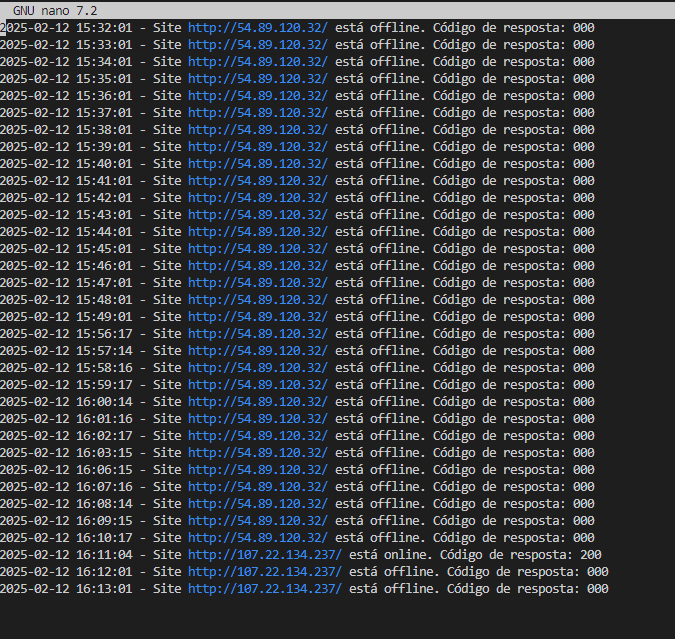 GNU nano 7.2
2025-02-12 15:32:01 - Site http://54.89.120.32/ está offline. Código de resposta: 000
2025-02-12 15:33:01 - Site http://54.89.120.32/ está offline. Código de resposta: 000
2025-02-12 15:34:01 - Site http://54.89.120.32/ está offline. Código de resposta: 000
2025-02-12 15:35:01 - Site http://54.89.120.32/ está offline. Código de resposta: 000
2025-02-12 15:36:01 - Site http://54.89.120.32/ está offline. Código de resposta: 000
2025-02-12 15:37:01 - Site http://54.89.120.32/ está offline. Código de resposta: 000
2025-02-12 15:38:01 - Site http://54.89.120.32/ está offline. Código de resposta: 000
2025-02-12 15:39:01 - Site http://54.89.120.32/ está offline. Código de resposta: 000
2025-02-12 15:40:01 - Site http://54.89.120.32/ está offline. Código de resposta: 000
2025-02-12 15:41:01 - Site http://54.89.120.32/ está offline. Código de resposta: 000
2025-02-12 15:42:01 - Site http://54.89.120.32/ está offline. Código de resposta: 000
2025-02-12 15:43:01 - Site http://54.89.120.32/ está offline. Código de resposta: 000
2025-02-12 15:44:01 - Site http://54.89.120.32/ está offline. Código de resposta: 000
2025-02-12 15:45:01 - Site http://54.89.120.32/ está offline. Código de resposta: 000
2025-02-12 15:46:01 - Site http://54.89.120.32/ está offline. Código de resposta: 000
2025-02-12 15:47:01 - Site http://54.89.120.32/ está offline. Código de resposta: 000
2025-02-12 15:48:01 - Site http://54.89.120.32/ está offline. Código de resposta: 000
2025-02-12 15:49:01 - Site http://54.89.120.32/ está offline. Código de resposta: 000
2025-02-12 15:56:17 - Site http://54.89.120.32/ está offline. Código de resposta: 000
2025-02-12 15:57:14 - Site http://54.89.120.32/ está offline. Código de resposta: 000
2025-02-12 15:58:16 - Site http://54.89.120.32/ está offline. Código de resposta: 000
2025-02-12 15:59:17 - Site http://54.89.120.32/ está offline. Código de resposta: 000
2025-02-12 16:00:14 - Site http://54.89.120.32/ está offline. Código de resposta: 000
2025-02-12 16:01:16 - Site http://54.89.120.32/ está offline. Código de resposta: 000
2025-02-12 16:02:17 - Site http://54.89.120.32/ está offline. Código de resposta: 000
2025-02-12 16:03:15 - Site http://54.89.120.32/ está offline. Código de resposta: 000
2025-02-12 16:06:15 - Site http://54.89.120.32/ está offline. Código de resposta: 000
2025-02-12 16:07:16 - Site http://54.89.120.32/ está offline. Código de resposta: 000
2025-02-12 16:08:14 - Site http://54.89.120.32/ está offline. Código de resposta: 000
2025-02-12 16:09:15 - Site http://54.89.120.32/ está offline. Código de resposta: 000
2025-02-12 16:10:17 - Site http://54.89.120.32/ está offline. Código de resposta: 000
2025-02-12 16:11:04 - Site http://107.22.134.237/ está online. Código de resposta: 200
2025-02-12 16:12:01 - Site http://107.22.134.237/ está offline. Código de resposta: 000
2025-02-12 16:13:01 - Site http://107.22.134.237/ está offline. Código de resposta: 000